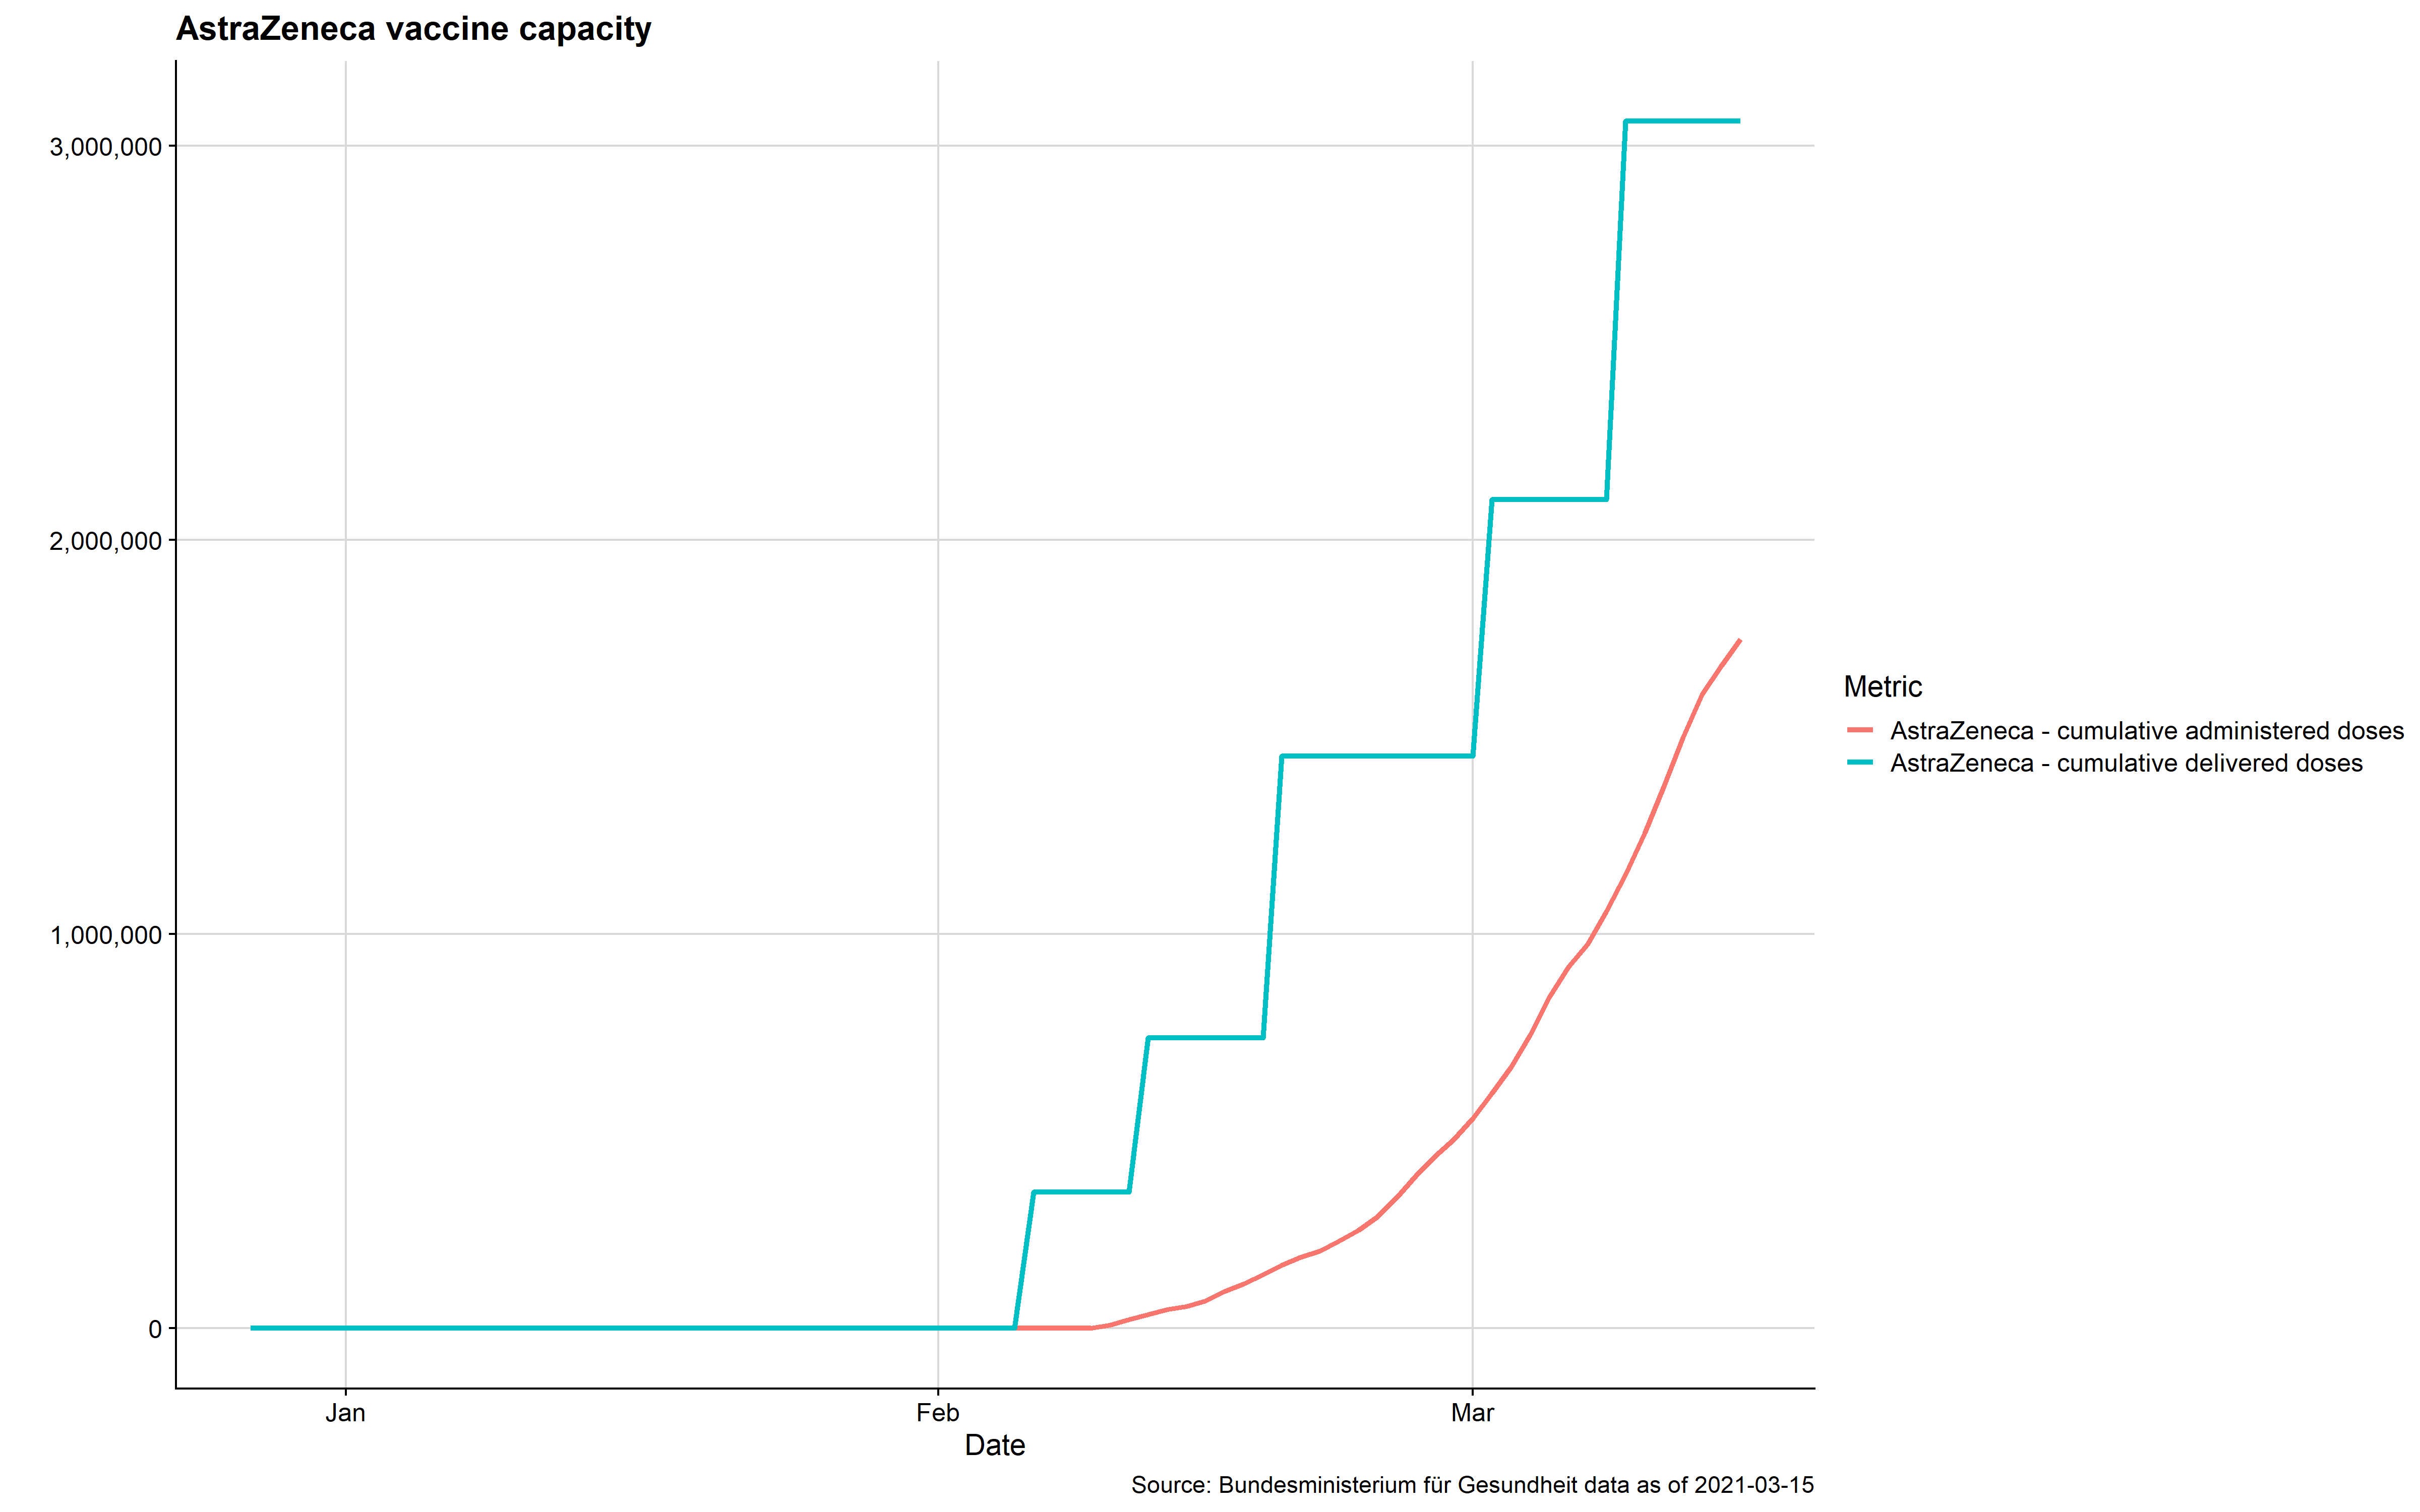 AstraZeneca vaccine capacity
3,000,000
2,000,000
1,000,000
0
Jan Feb Mar
Date
Metric
AstraZeneca - cumulative administered doses
AstraZeneca - cumulative delivered doses
Source: Bundesministerium für Gesundheit data as of 2021-03-15